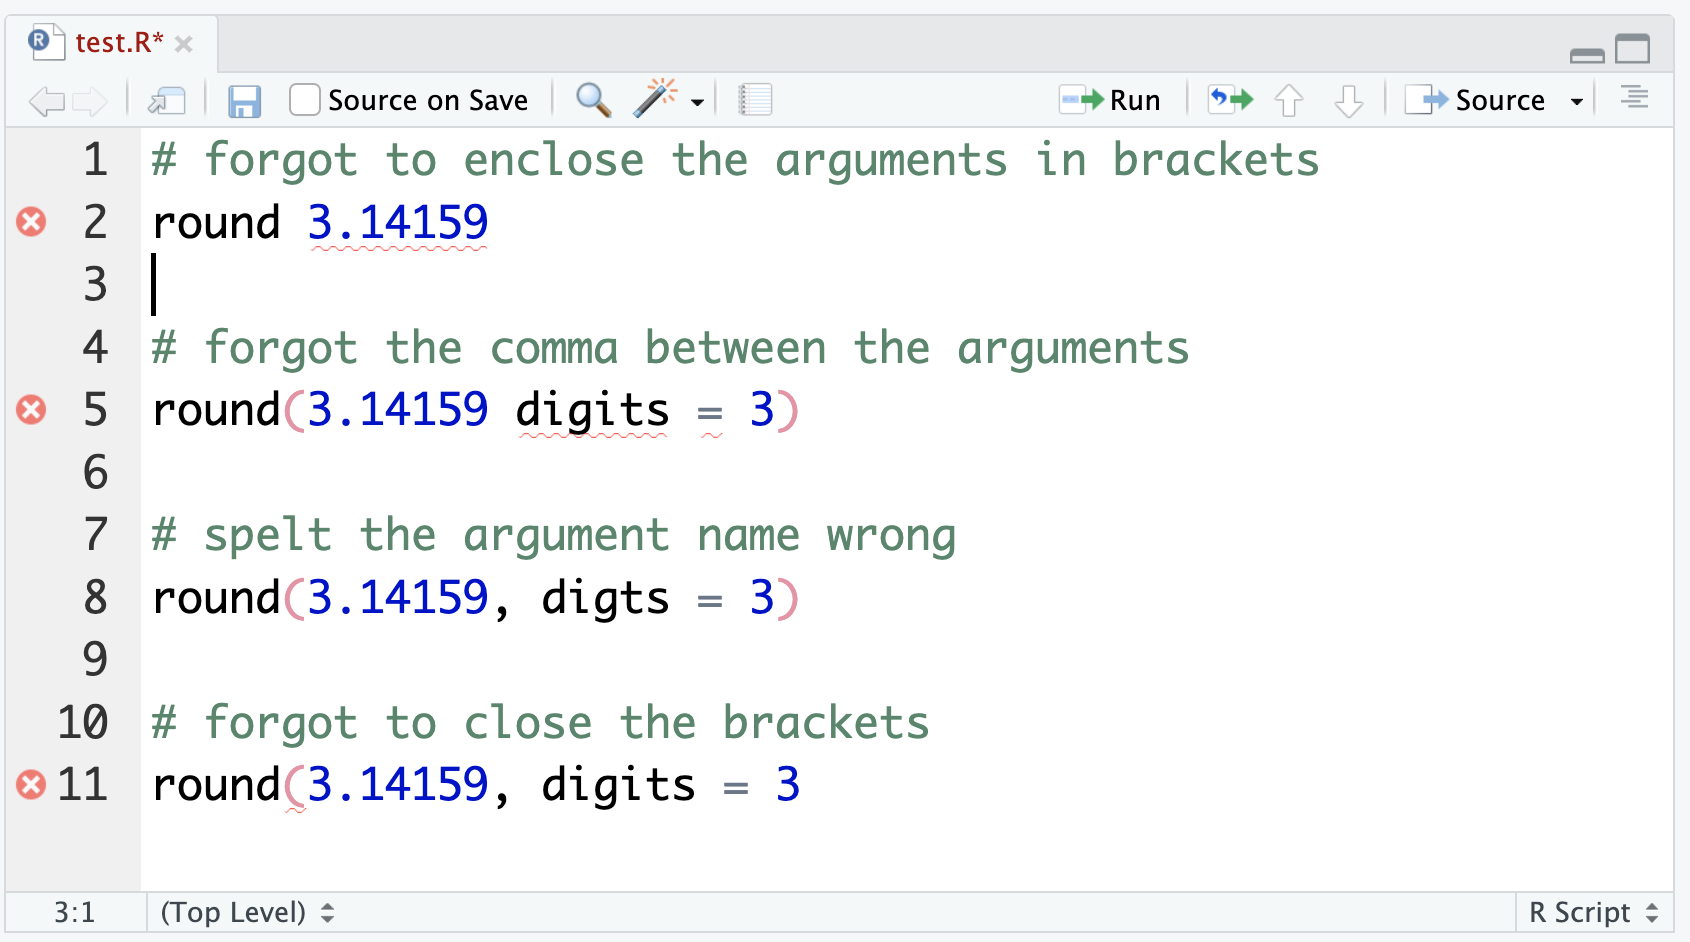 R test.R*
Source on Save Run Source
1 # forgot to enclose the arguments in brackets
2 round 3.14159
3
4 # forgot the comma between the arguments
5 round(3.14159 digits = 3)
6
7 # spelt the argument name wrong
8 round(3.14159, digts = 3)
9
10 # forgot to close the brackets
11 round(3.14159, digits = 3
3:1 (Top Level) R Script